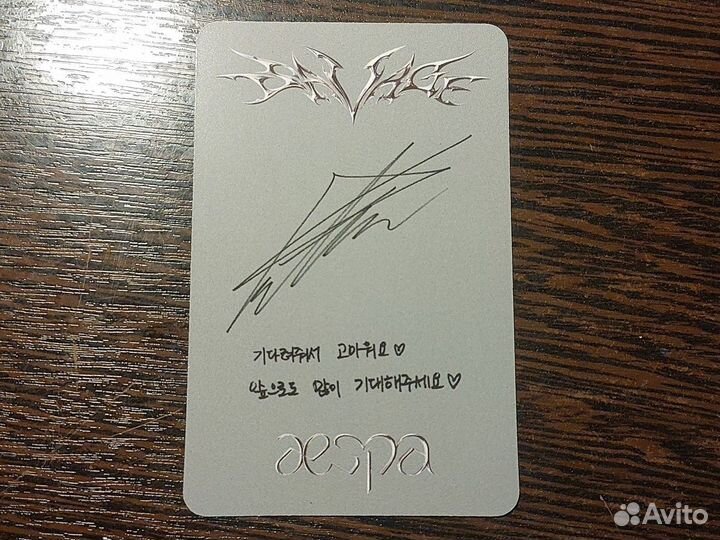 SAVAGE
기다려줘서 고마워요♡
앞으로도 많이 기대해주세요♡
aespa
Avito